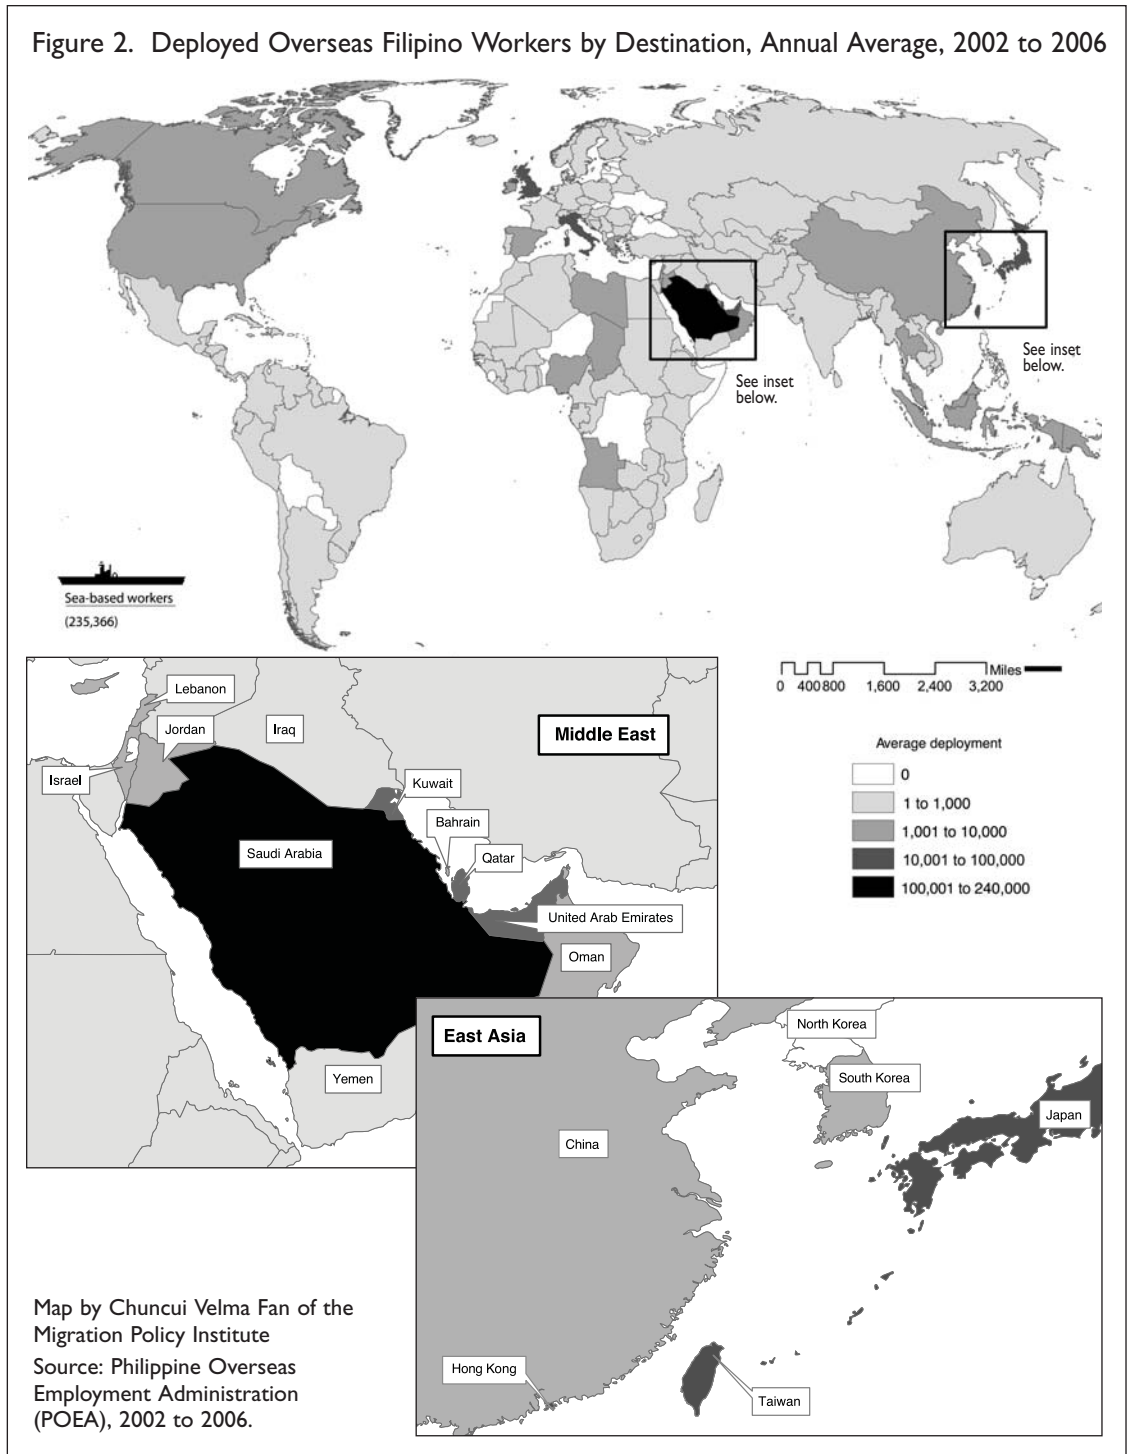 Figure 2. Deployed Overseas Filipino Workers by Destination, Annual Average, 2002 to 2006
See inset
below.
See inset
below.
Sea-based workers
(235,366)
Miles
0 400 800 1,600 2,400 3,200
Average deployment
0
1 to 1,000
1,001 to 10,000
10,001 to 100,000
100,001 to 240,000
Middle East
Lebanon
Jordan
Iraq
Israel
Kuwait
Bahrain
Saudi Arabia
Qatar
United Arab Emirates
Oman
Yemen
East Asia
North Korea
South Korea
Japan
China
Hong Kong
Taiwan
Map by Chuncui Velma Fan of the
Migration Policy Institute
Source: Philippine Overseas
Employment Administration
(POEA), 2002 to 2006.